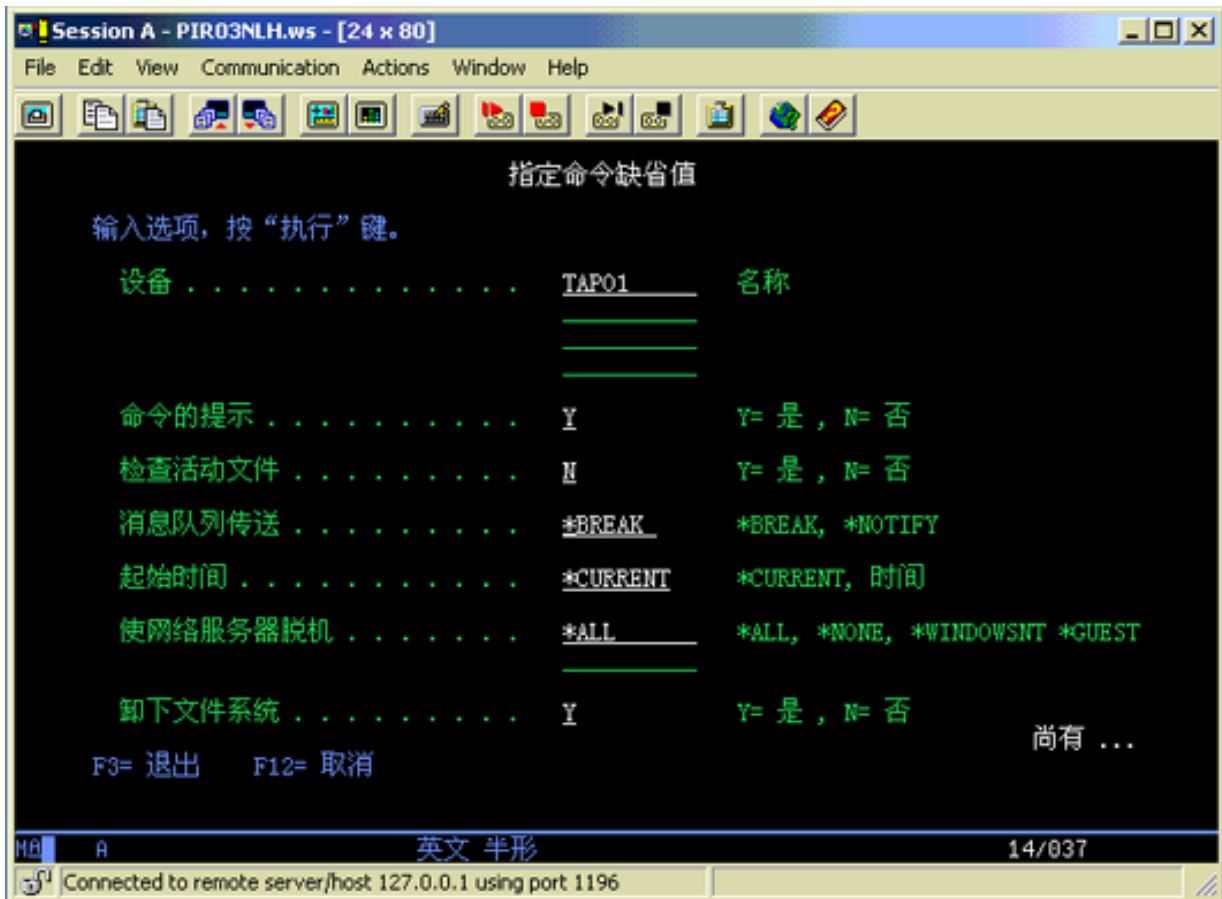 Session A - PIR03NLH.ws - [24 x 80]
File Edit View Communication Actions Window Help
指定命令缺省值
输入选项，按“执行”键。
设备 . . . . . . . . . . . . . TAP01 名称
命令的提示 . . . . . . . . . . Y Y= 是 , N= 否
检查活动文件 . . . . . . . . . N Y= 是 , N= 否
消息队列传送 . . . . . . . . . *BREAK *BREAK, *NOTIFY
起始时间 . . . . . . . . . . . *CURRENT *CURRENT, 时间
使网络服务器脱机 . . . . . . . *ALL *ALL, *NONE, *WINDOWSNT *GUEST
卸下文件系统 . . . . . . . . . Y Y= 是 , N= 否
尚有 ...
F3= 退出 F12= 取消
MA A 英文 半形 14/037
Connected to remote server/host 127.0.0.1 using port 1196